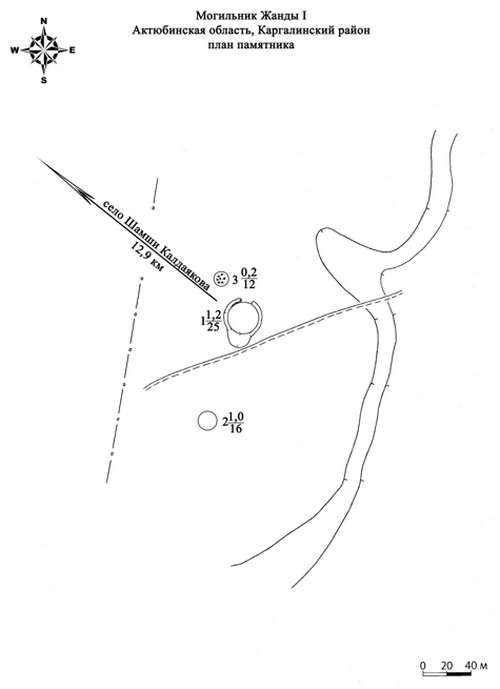 Могильник Жанды I
Актюбинская область, Каргалинский район
план памятника
N
W E
S
село Шамши Калдаякова
12,9 км
3 0,2/12
1 1,2/25
2 1,0/16
0 20 40 м